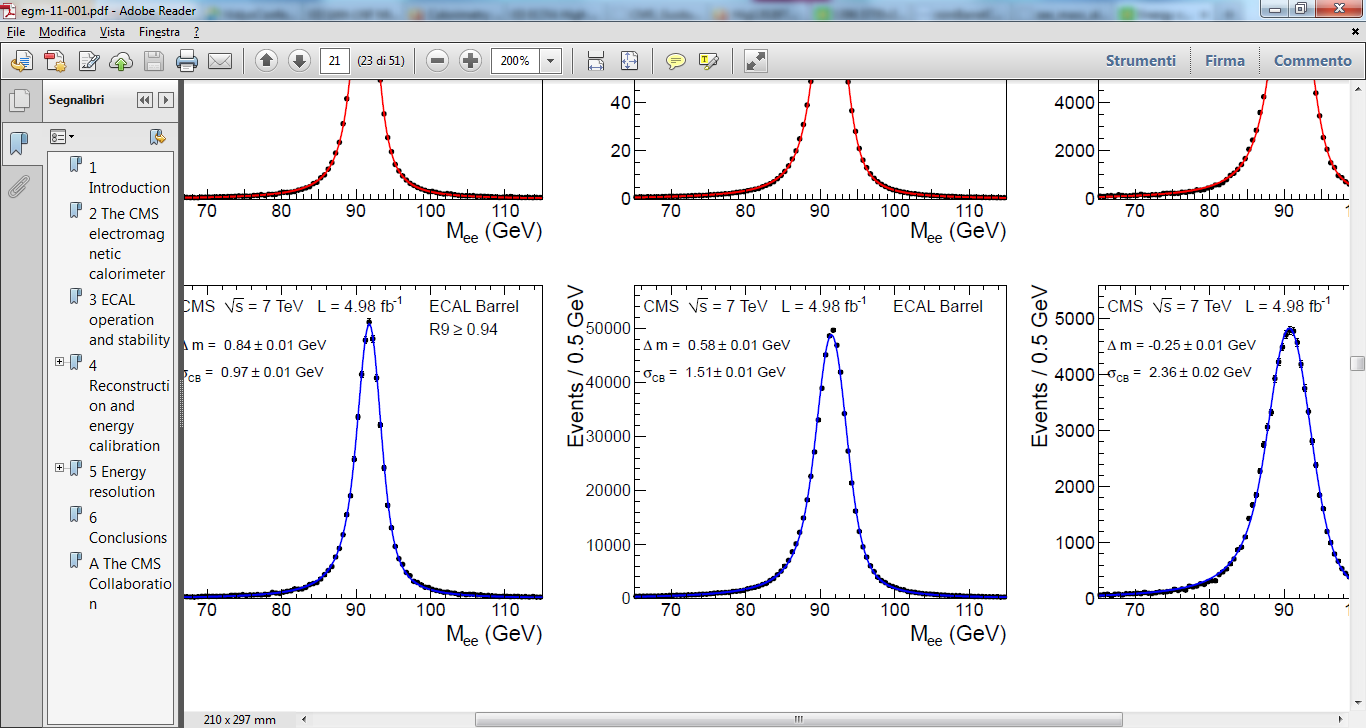 egm-11-001.pdf - Adobe Reader
File Modifica Vista Finestra ?
21 (23 di 51) 200% Strumenti Firma Commento
Segnalibri
1
Introduction
2 The CMS
electromag
netic
calorimeter
3 ECAL
operation
and stability
4
Reconstructi
on and
energy
calibration
5 Energy
resolution
6
Conclusions
A The CMS
Collaboratio
n
70 80 90 100 110
Mee (GeV)
40
20
0
70 80 90 100 110
Mee (GeV)
4000
2000
0
70 80 90
CMS √s = 7 TeV L = 4.98 fb-1 ECAL Barrel
R9 ≥ 0.94
Δ m = 0.84 ± 0.01 GeV
σCB = 0.97 ± 0.01 GeV
70 80 90 100 110
Mee (GeV)
Events / 0.5 GeV
CMS √s = 7 TeV L = 4.98 fb-1 ECAL Barrel
Δ m = 0.58 ± 0.01 GeV
σCB = 1.51 ± 0.01 GeV
50000
40000
30000
20000
10000
0
70 80 90 100 110
Mee (GeV)
Events / 0.5 GeV
CMS √s = 7 TeV L = 4.98 fb-1
Δ m = -0.25 ± 0.01 GeV
σCB = 2.36 ± 0.02 GeV
5000
4000
3000
2000
1000
0
70 80 90
210 x 297 mm